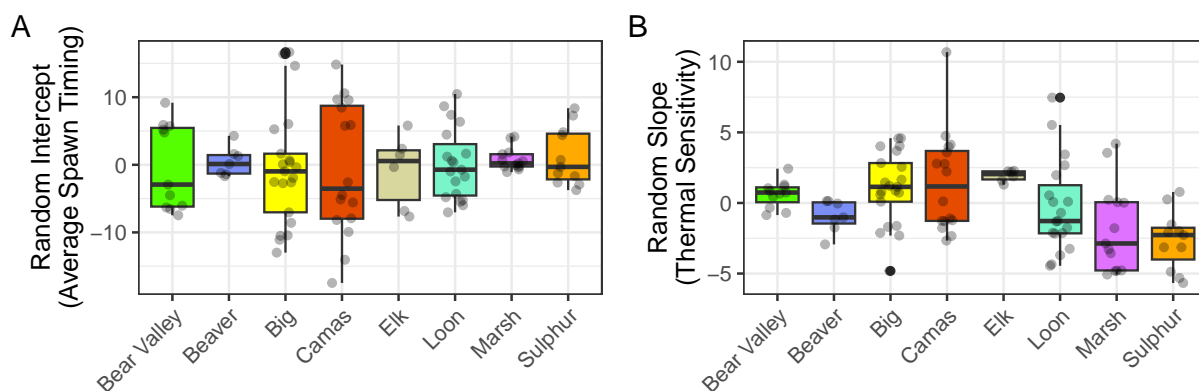 A
Random Intercept
(Average Spawn Timing)
10
0
−10
Bear Valley
Beaver
Big
Camas
Elk
Loon
Marsh
Sulphur
B
Random Slope
(Thermal Sensitivity)
10
5
0
−5
Bear Valley
Beaver
Big
Camas
Elk
Loon
Marsh
Sulphur